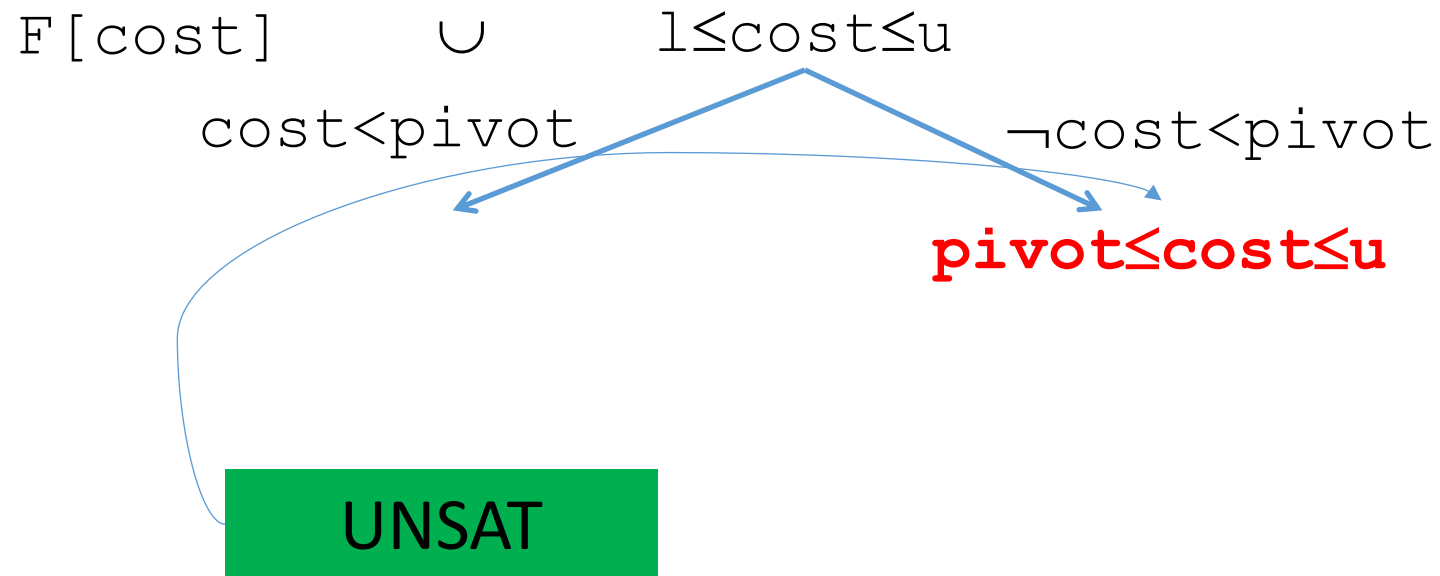 F[cost] ∪ l≤cost≤u
cost<pivot ¬cost<pivot
pivot≤cost≤u
UNSAT